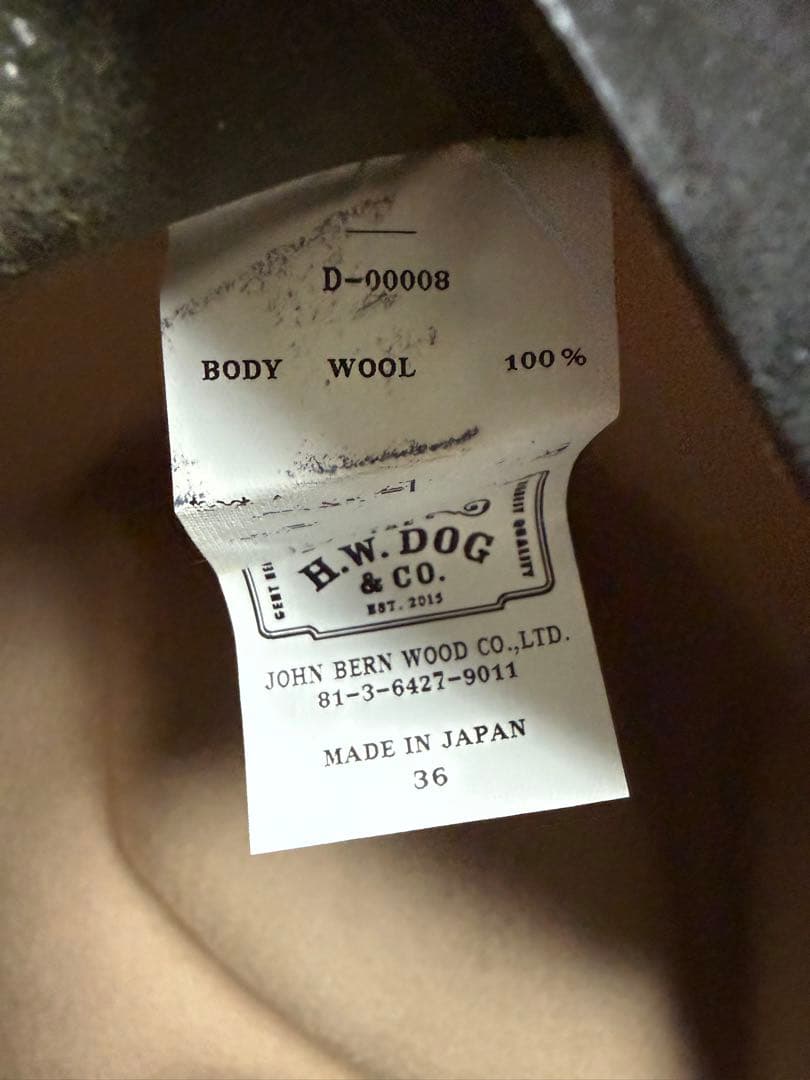 D-00008
BODY WOOL 100%
H.W. DOG
& CO.
EST. 2015
QUALITY
JOHN BERN WOOD CO.,LTD.
81-3-6427-9011
MADE IN JAPAN
36